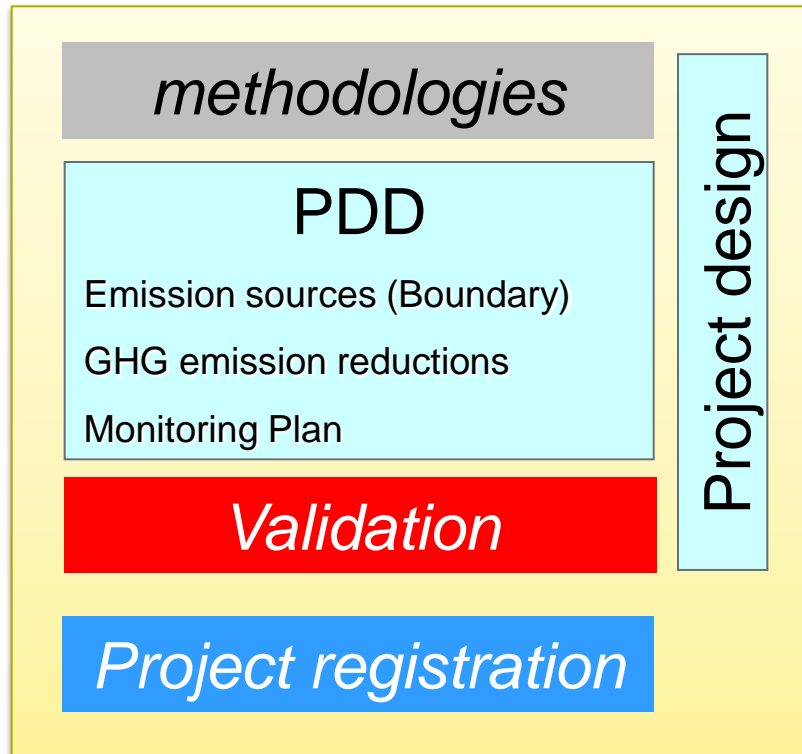 methodologies
PDD
Emission sources (Boundary)
GHG emission reductions
Monitoring Plan
Validation
Project registration
Project design